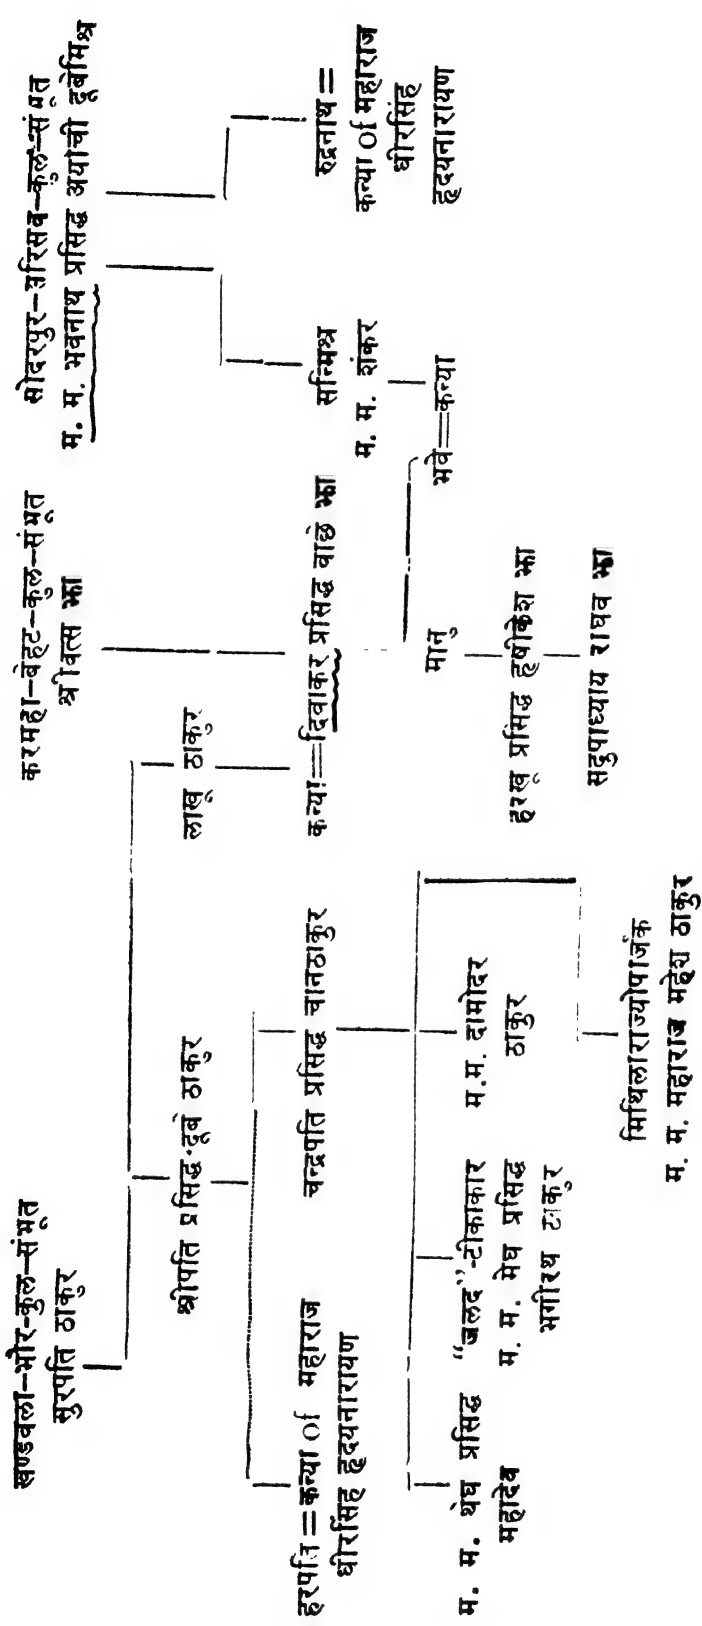 खण्डवला-भौर-कुल-संभूत
सुरपति ठाकुर
करमहा-बेहट-कुल-संभूत
श्रीवत्स झा
सोदरपुर-सरिसब-कुल-संभूत
म. म. भवनाथ प्रसिद्ध अयाची दूबेमिश्र
श्रीपति प्रसिद्ध दूबे ठाकुर
लाखू ठाकुर
हरपति = कन्या of महाराज
धीरसिंह हृदयनारायण
चन्द्रपति प्रसिद्ध चानठाकुर
कन्या=दिवाकर प्रसिद्ध वाछे झा
सन्मिश्र
म. म. शंकर
रुद्रनाथ =
कन्या of महाराज
धीरसिंह
हृदयनारायण
म. म. थेघ प्रसिद्ध
महादेव
"जलद"-टीकाकार
म. म. मेघ प्रसिद्ध
भगीरथ ठाकुर
म.म. दामोदर
ठाकुर
मानु
भवे=कन्या
हरखू प्रसिद्ध हृषीकेश झा
सदुपाध्याय राघव झा
मिथिलाराज्योपार्जक
म. म. महाराज महेश ठाकुर